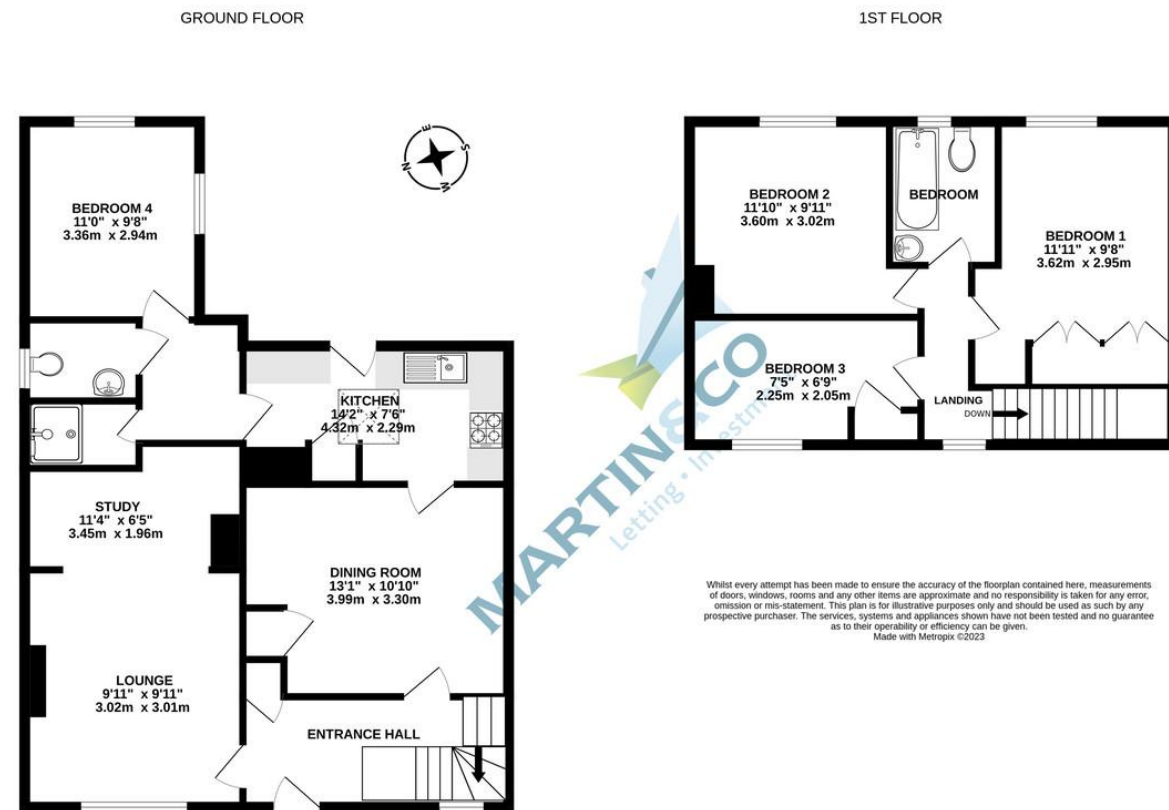 GROUND FLOOR
1ST FLOOR
E
S
N
W
BEDROOM 4
11'0" x 9'8"
3.36m x 2.94m
KITCHEN
14'2" x 7'6"
4.32m x 2.29m
STUDY
11'4" x 6'5"
3.45m x 1.96m
DINING ROOM
13'1" x 10'10"
3.99m x 3.30m
LOUNGE
9'11" x 9'11"
3.02m x 3.01m
ENTRANCE HALL
BEDROOM 2
11'10" x 9'11"
3.60m x 3.02m
BEDROOM
BEDROOM 1
11'11" x 9'8"
3.62m x 2.95m
BEDROOM 3
7'5" x 6'9"
2.25m x 2.05m
LANDING
DOWN
MARTIN&CO
Letting • Investment
Whilst every attempt has been made to ensure the accuracy of the floorplan contained here, measurements
of doors, windows, rooms and any other items are approximate and no responsibility is taken for any error,
omission or mis-statement. This plan is for illustrative purposes only and should be used as such by any
prospective purchaser. The services, systems and appliances shown have not been tested and no guarantee
as to their operability or efficiency can be given.
Made with Metropix ©2023